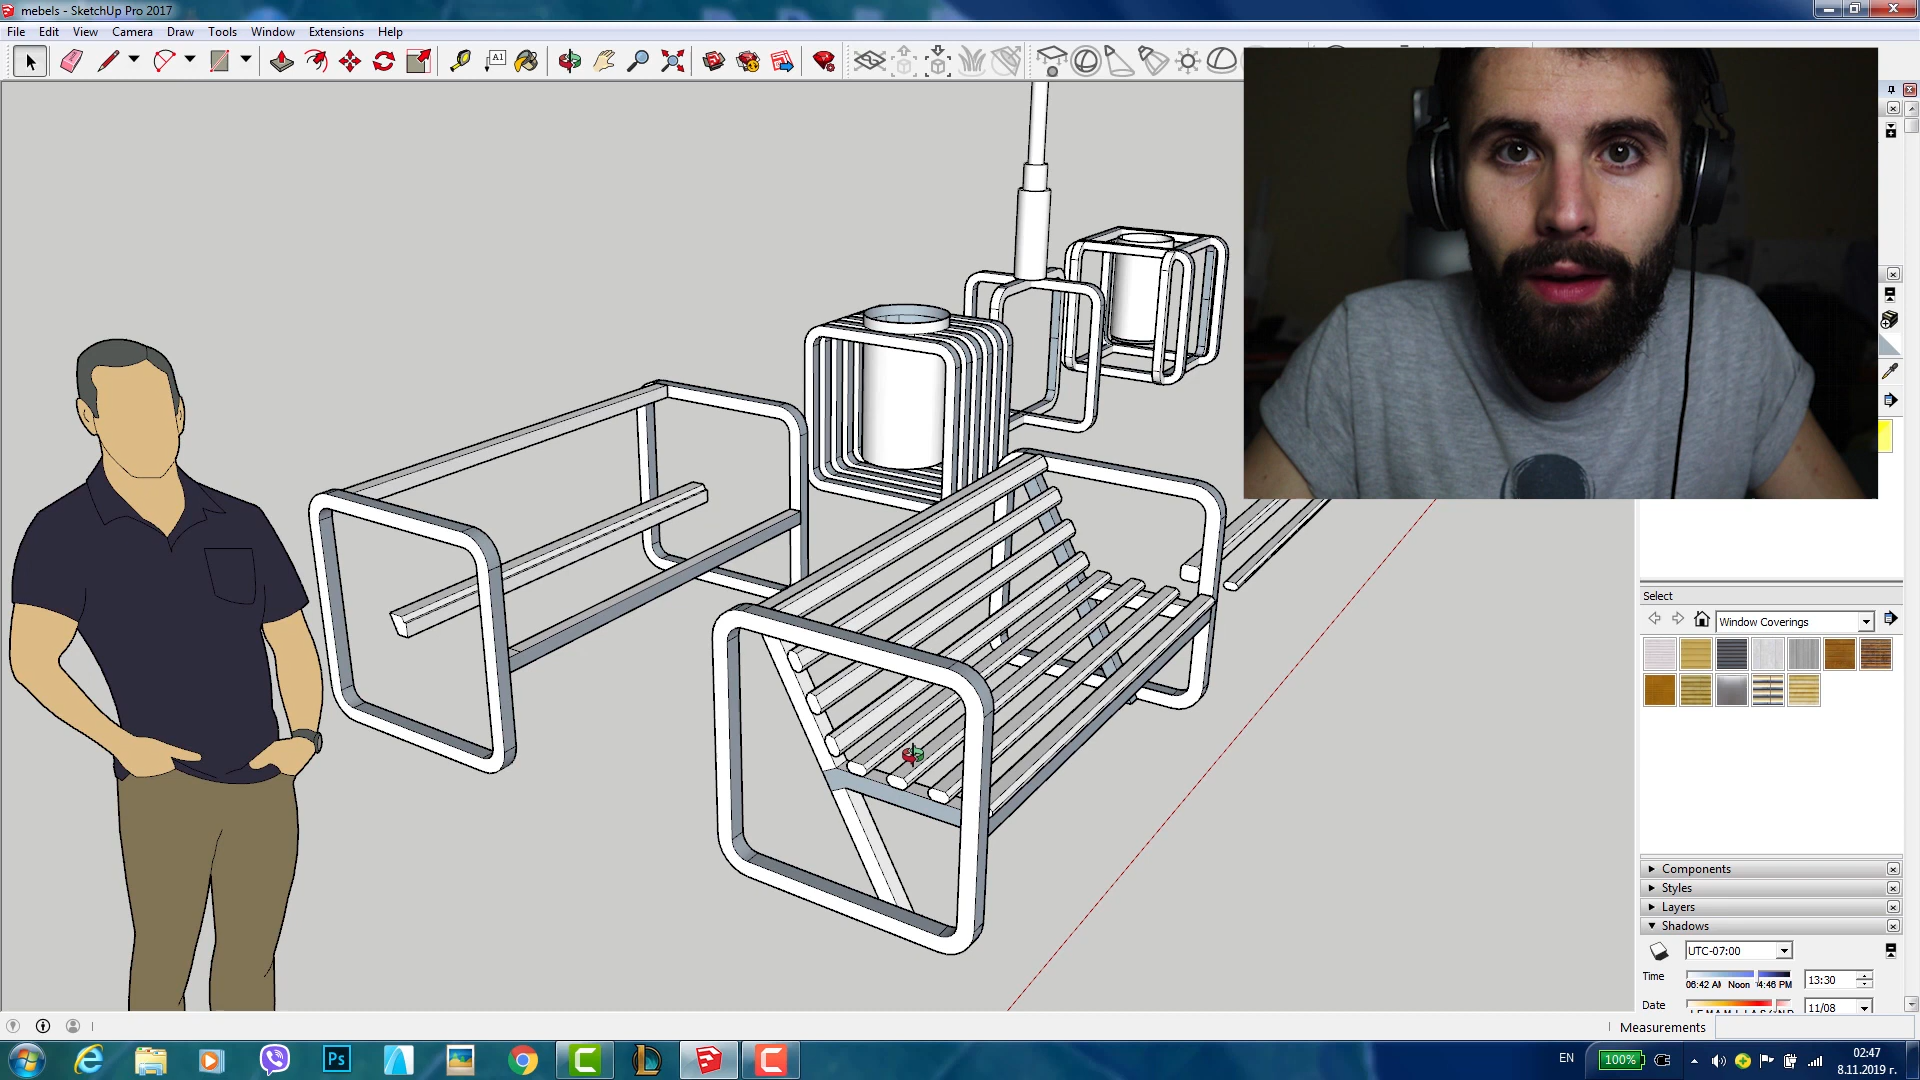 mebels - SketchUp Pro 2017
File Edit View Camera Draw Tools Window Extensions Help
A1
Select
Window Coverings
Components
Styles
Layers
Shadows
UTC-07:00
Time
06:42 AM Noon 4:46 PM
13:30
Date
11/08
Measurements
Ps
EN
100%
02:47
8.11.2019 г.